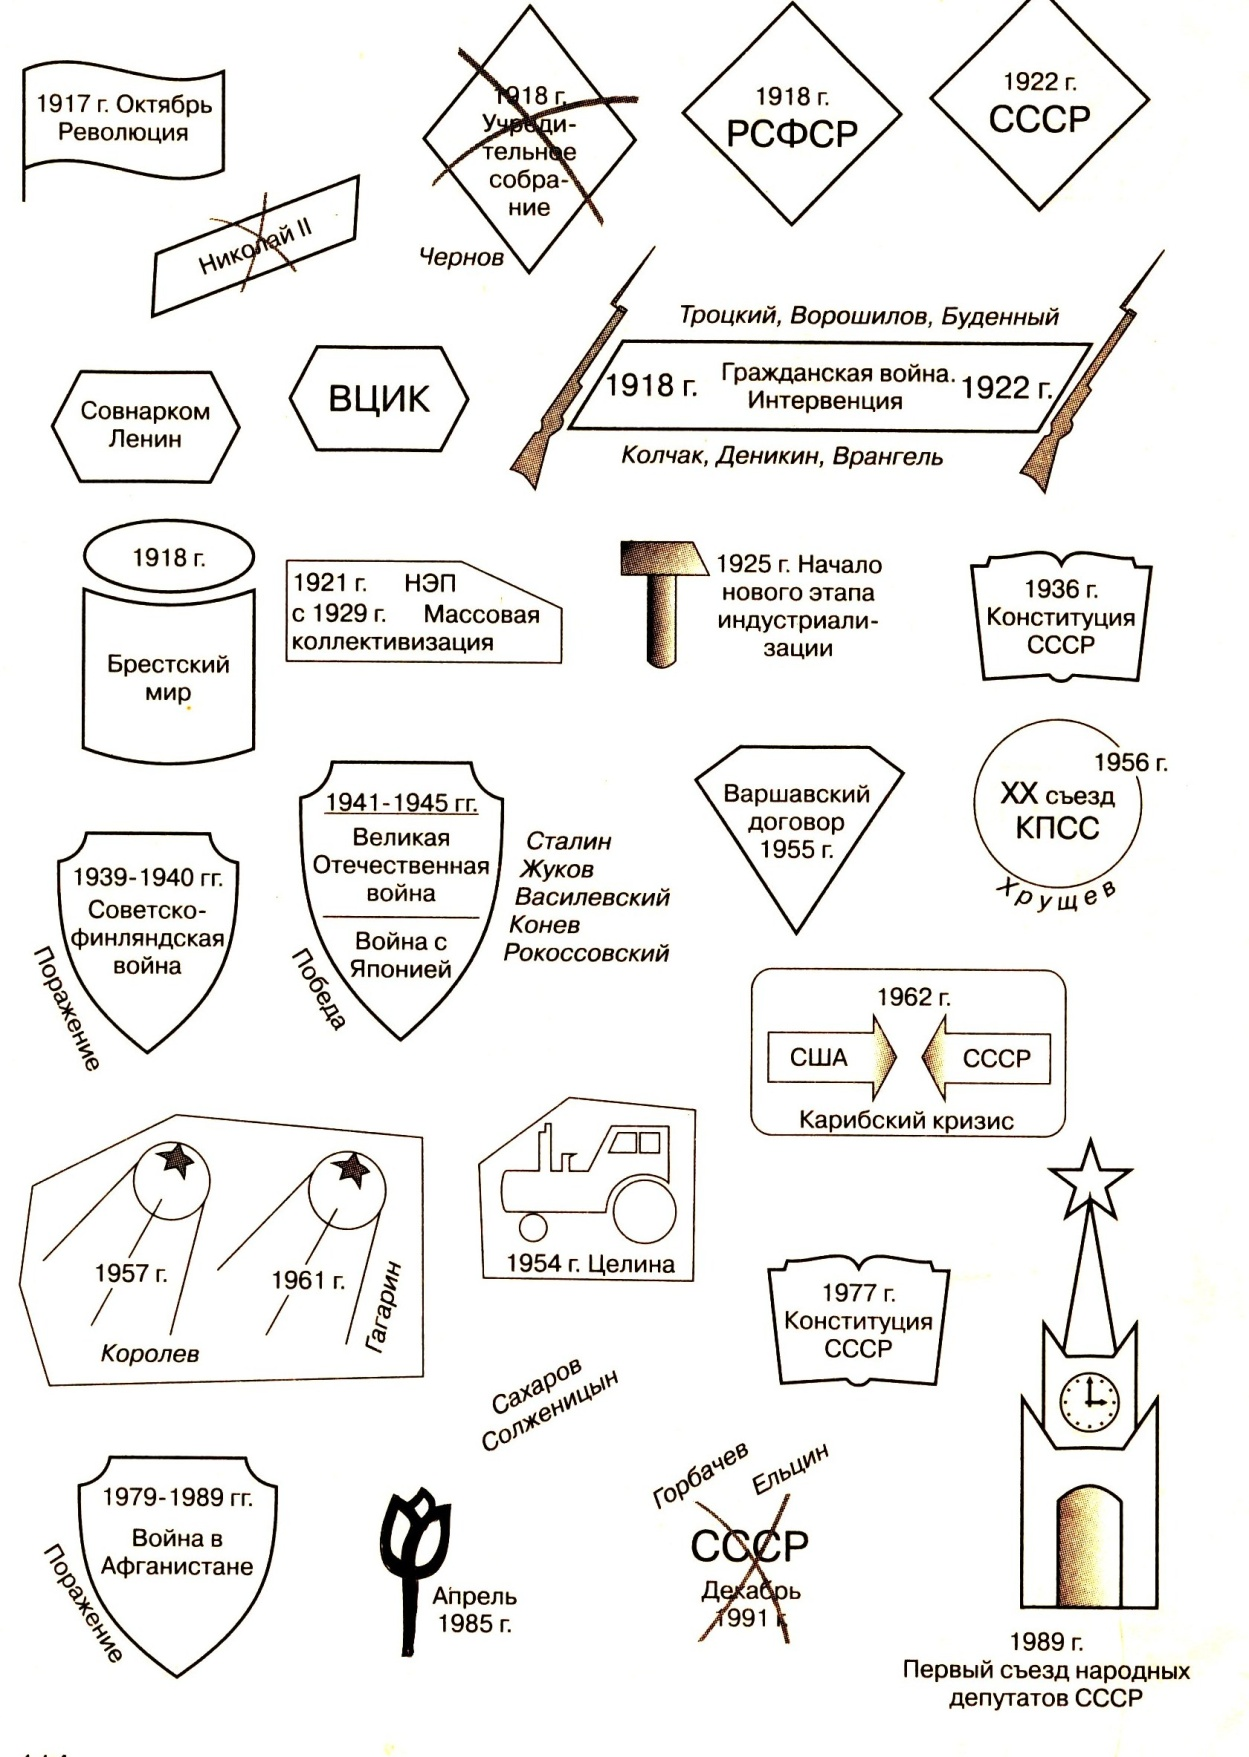 1917 г. Октябрь
Революция
Николай II
1918 г.
Учреди-
тельное
собра-
ние
Чернов
1918 г.
РСФСР
1922 г.
СССР
Совнарком
Ленин
ВЦИК
Троцкий, Ворошилов, Буденный
1918 г. Гражданская война. 1922 г.
Интервенция
Колчак, Деникин, Врангель
1918 г.
Брестский
мир
1921 г. НЭП
с 1929 г. Массовая
коллективизация
1925 г. Начало
нового этапа
индустриали-
зации
1936 г.
Конституция
СССР
1939-1940 гг.
Советско-
финляндская
война
Поражение
1941-1945 гг.
Великая
Отечественная
война
Война с
Японией
Победа
Сталин
Жуков
Василевский
Конев
Рокоссовский
Варшавский
договор
1955 г.
1956 г.
XX съезд
КПСС
Хрущев
1962 г.
США СССР
Карибский кризис
1957 г.
1961 г.
Королев
Гагарин
1954 г. Целина
1977 г.
Конституция
СССР
Сахаров
Солженицын
1979-1989 гг.
Война в
Афганистане
Поражение
Апрель
1985 г.
Горбачев
Ельцин
СССР
Декабрь
1991 г.
1989 г.
Первый съезд народных
депутатов СССР